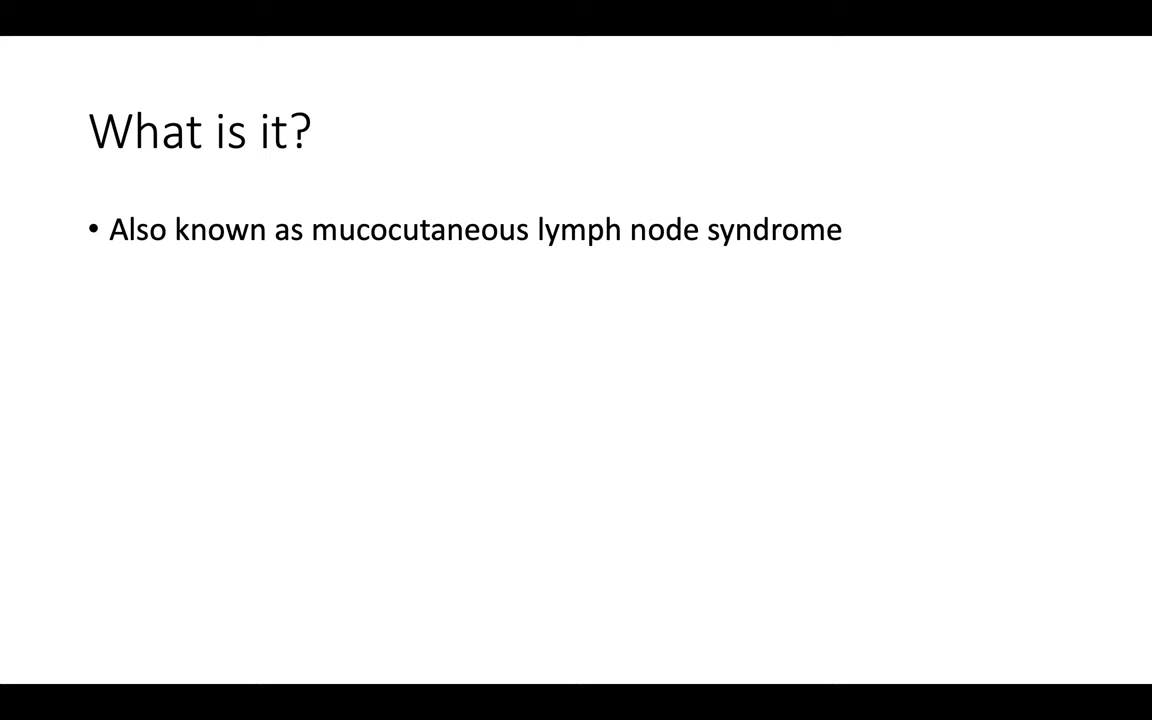 What is it?
• Also known as mucocutaneous lymph node syndrome